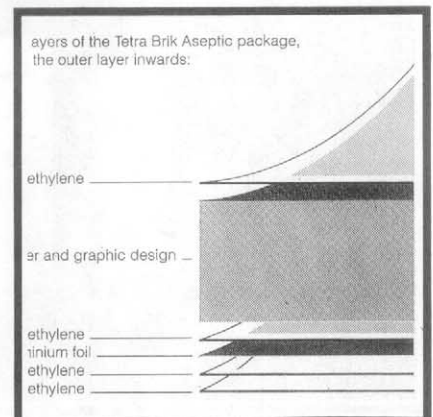 ayers of the Tetra Brik Aseptic package,
the outer layer inwards:
ethylene
er and graphic design
ethylene
inium foil
ethylene
ethylene